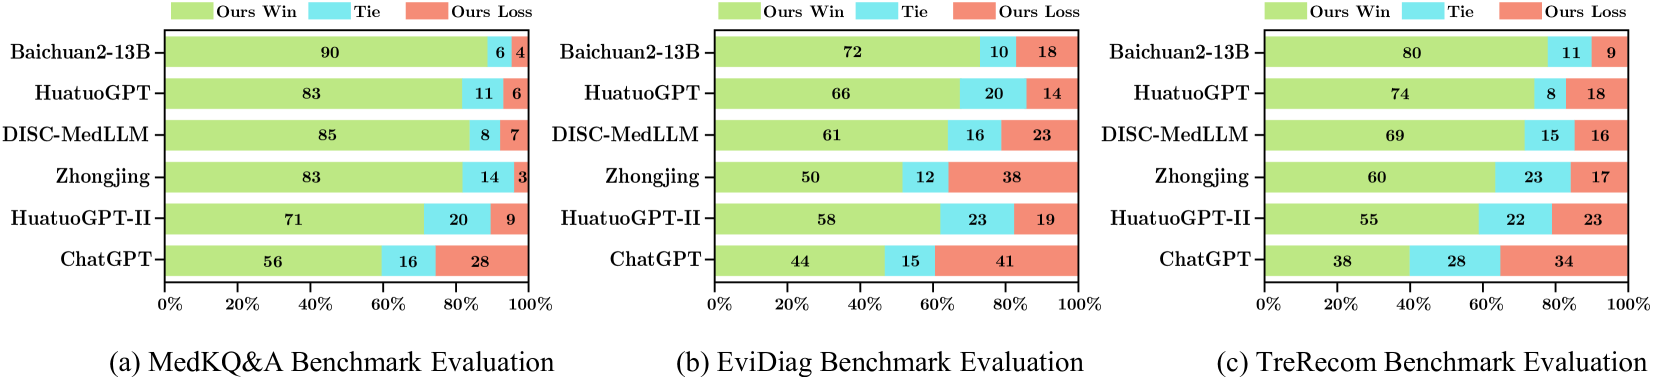 Ours Win Tie Ours Loss
Baichuan2-13B 90 6 4
HuatuoGPT 83 11 6
DISC-MedLLM 85 8 7
Zhongjing 83 14 3
HuatuoGPT-II 71 20 9
ChatGPT 56 16 28
0% 20% 40% 60% 80% 100%
(a) MedKQ&A Benchmark Evaluation
Ours Win Tie Ours Loss
Baichuan2-13B 72 10 18
HuatuoGPT 66 20 14
DISC-MedLLM 61 16 23
Zhongjing 50 12 38
HuatuoGPT-II 58 23 19
ChatGPT 44 15 41
0% 20% 40% 60% 80% 100%
(b) EviDiag Benchmark Evaluation
Ours Win Tie Ours Loss
Baichuan2-13B 80 11 9
HuatuoGPT 74 8 18
DISC-MedLLM 69 15 16
Zhongjing 60 23 17
HuatuoGPT-II 55 22 23
ChatGPT 38 28 34
0% 20% 40% 60% 80% 100%
(c) TreRecom Benchmark Evaluation